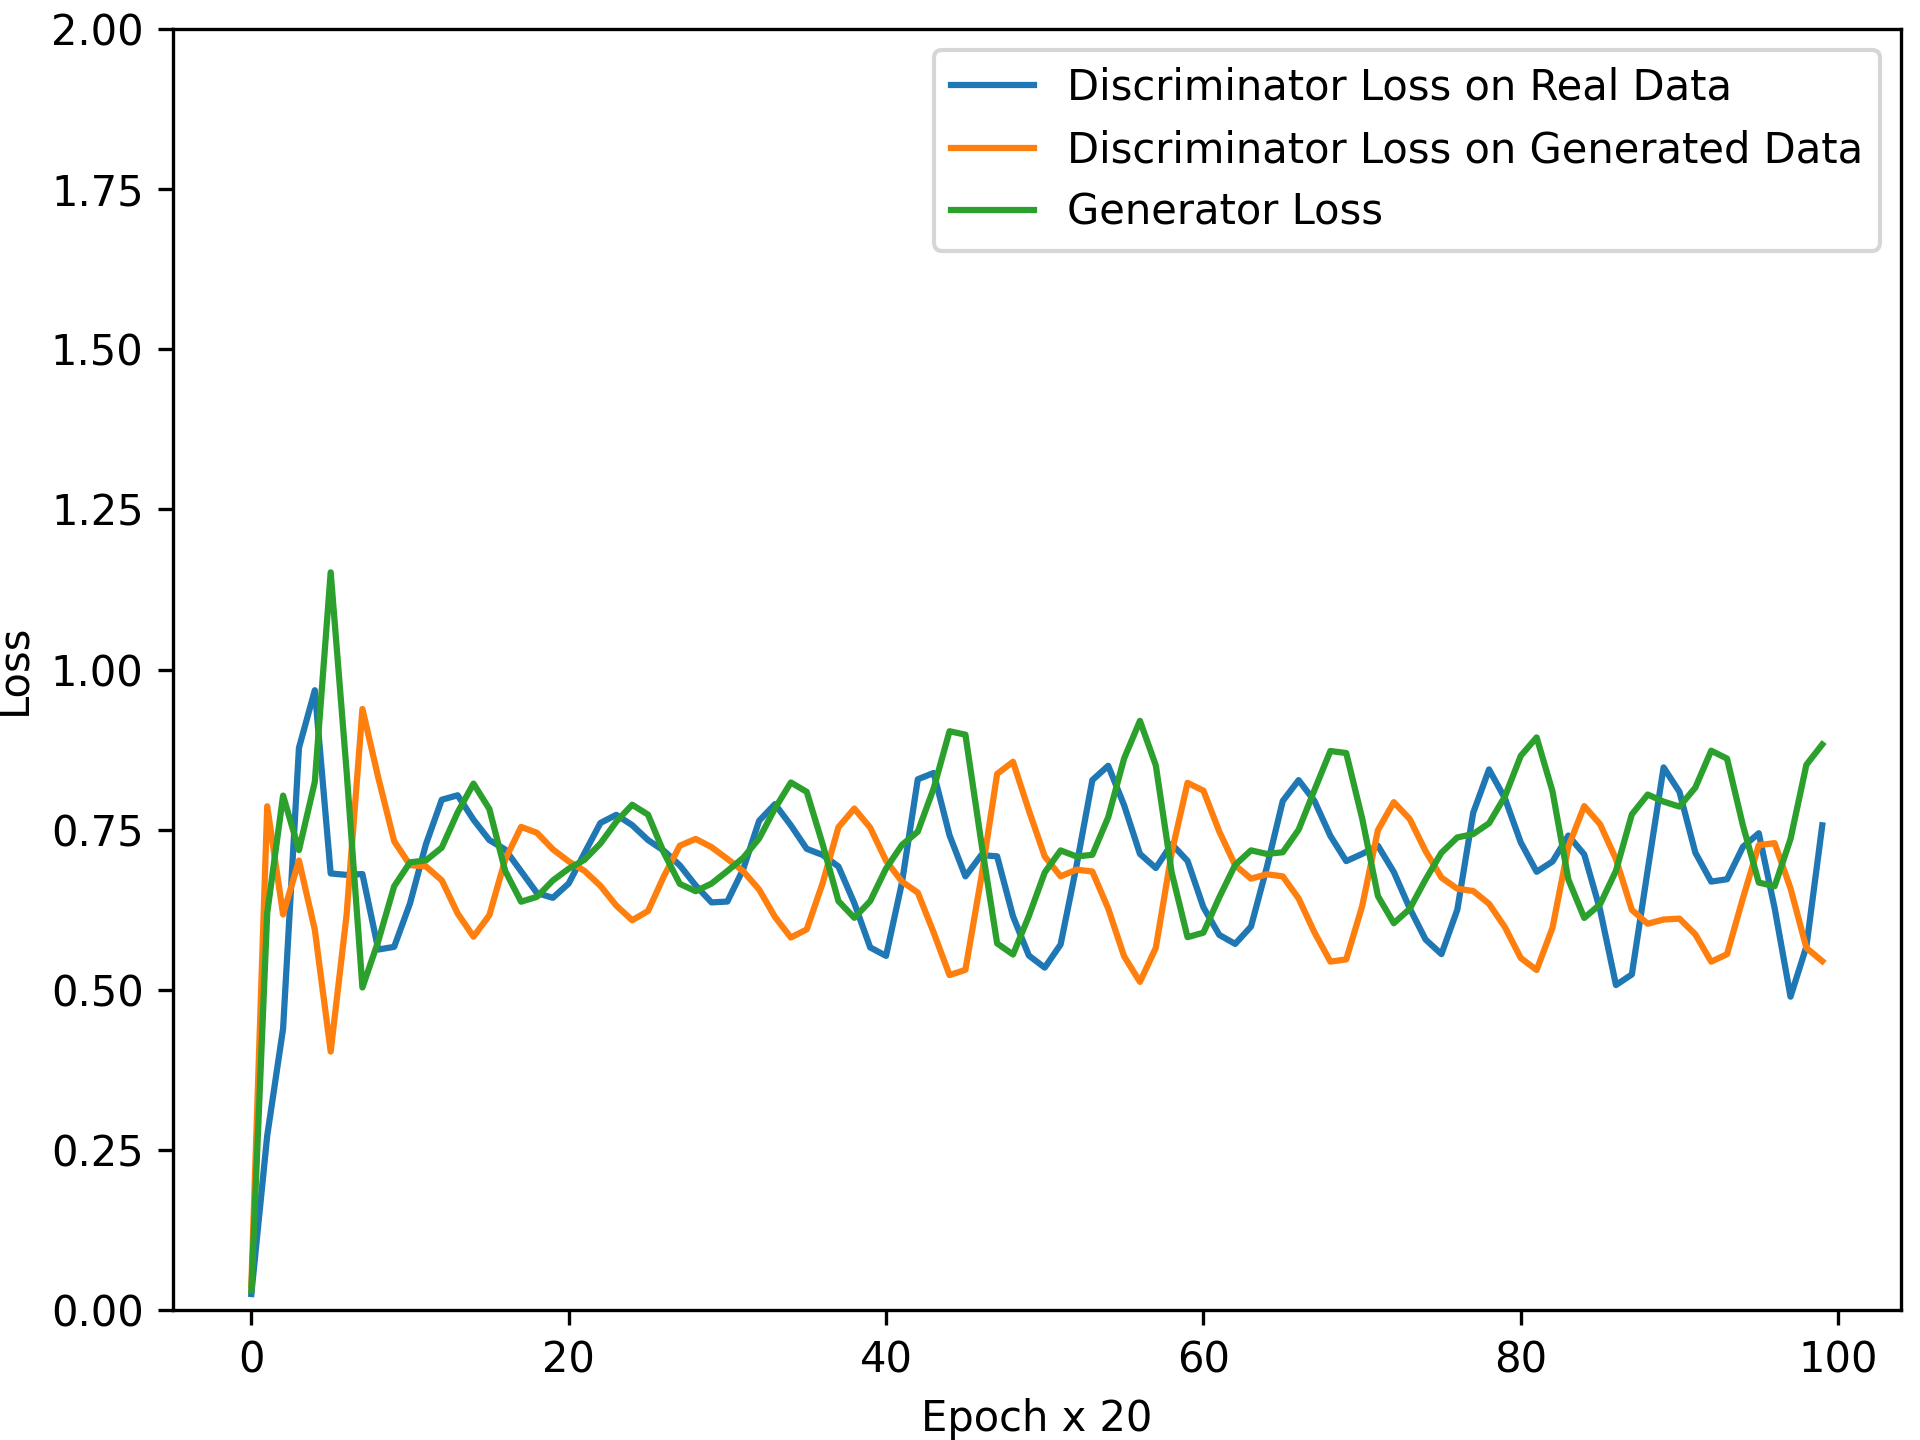 2.00
1.75
1.50
1.25
1.00
0.75
0.50
0.25
0.00
Loss
Discriminator Loss on Real Data
Discriminator Loss on Generated Data
Generator Loss
0 20 40 60 80 100
Epoch x 20